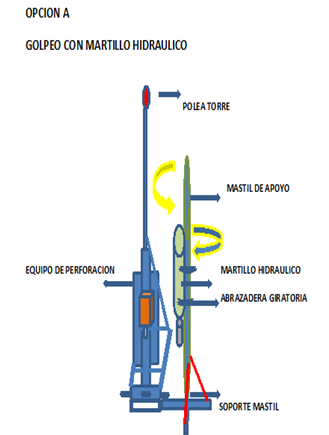 OPCION A
GOLPEO CON MARTILLO HIDRAULICO
POLEA TORRE
MASTIL DE APOYO
EQUIPO DE PERFORACION
MARTILLO HIDRAULICO
ABRAZADERA GIRATORIA
SOPORTE MASTIL